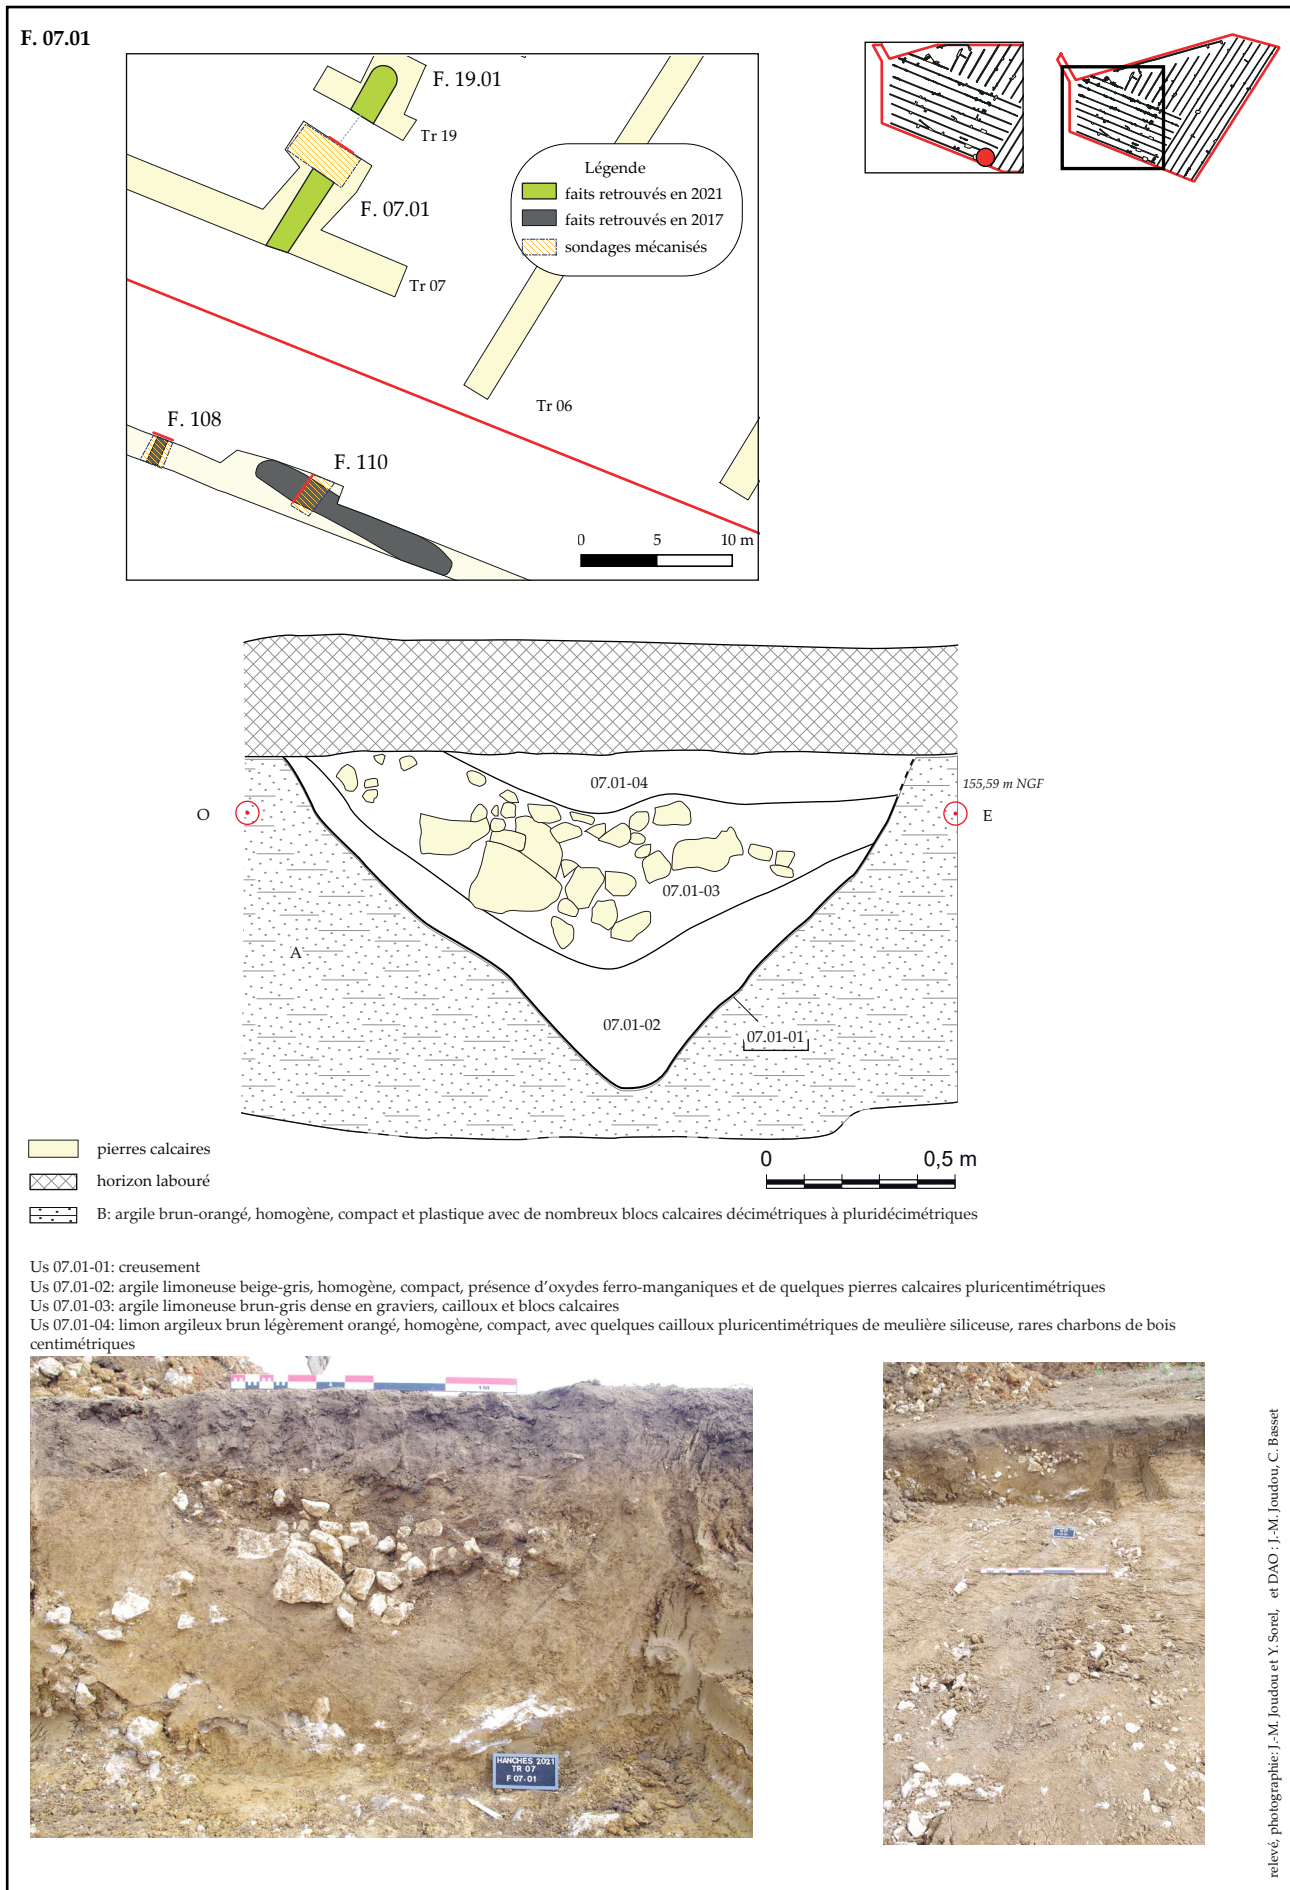 F. 07.01
F. 19.01
Tr 19
F. 07.01
Légende
faits retrouvés en 2021
faits retrouvés en 2017
sondages mécanisés
Tr 07
Tr 06
F. 108
F. 110
0 5 10 m
07.01-04
155,59 m NGF
O
E
07.01-03
A
07.01-02
07.01-01
pierres calcaires
0 0,5 m
horizon labouré
B: argile brun-orangé, homogène, compact et plastique avec de nombreux blocs calcaires décimétriques à pluridécimétriques
Us 07.01-01: creusement
Us 07.01-02: argile limoneuse beige-gris, homogène, compact, présence d'oxydes ferro-manganiques et de quelques pierres calcaires pluricentimétriques
Us 07.01-03: argile limoneuse brun-gris dense en graviers, cailloux et blocs calcaires
Us 07.01-04: limon argileux brun légèrement orangé, homogène, compact, avec quelques cailloux pluricentimétriques de meulière siliceuse, rares charbons de bois
centimétriques
1M
HANCHES 2021
TR 07
F 07-01
relevé, photographie: J.-M. Joudou et Y. Sorel, et DAO : J.-M. Joudou, C. Basset